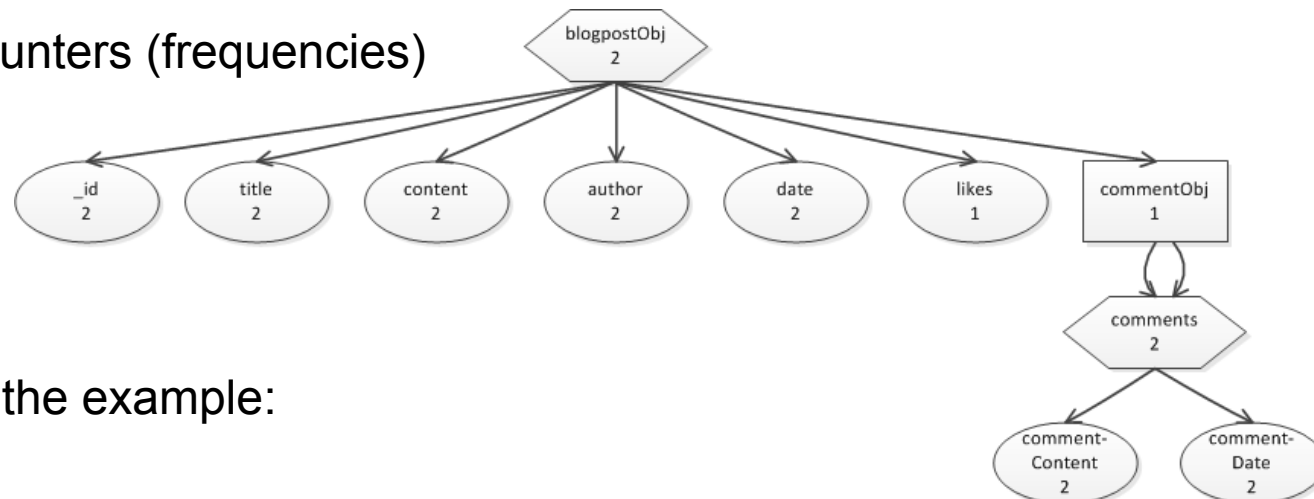 unters (frequencies)
blogpostObj
2
_id
2
title
2
content
2
author
2
date
2
likes
1
commentObj
1
comments
2
the example:
comment-
Content
2
comment-
Date
2